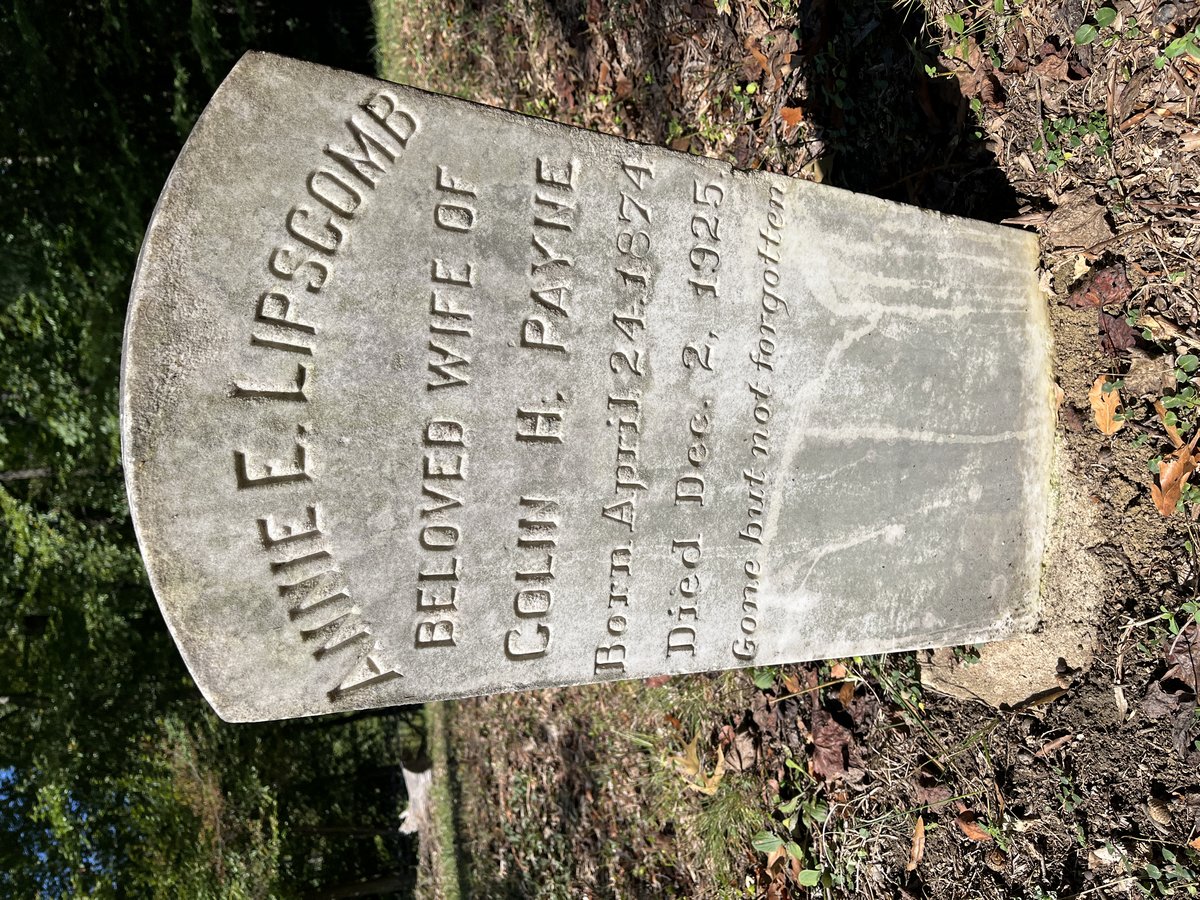 ANNIE E. LIPSCOMB
BELOVED WIFE OF
COLIN H. PAYNE
Born April 24. 1874
Died Dec. 2, 1925.
Gone but not forgotten